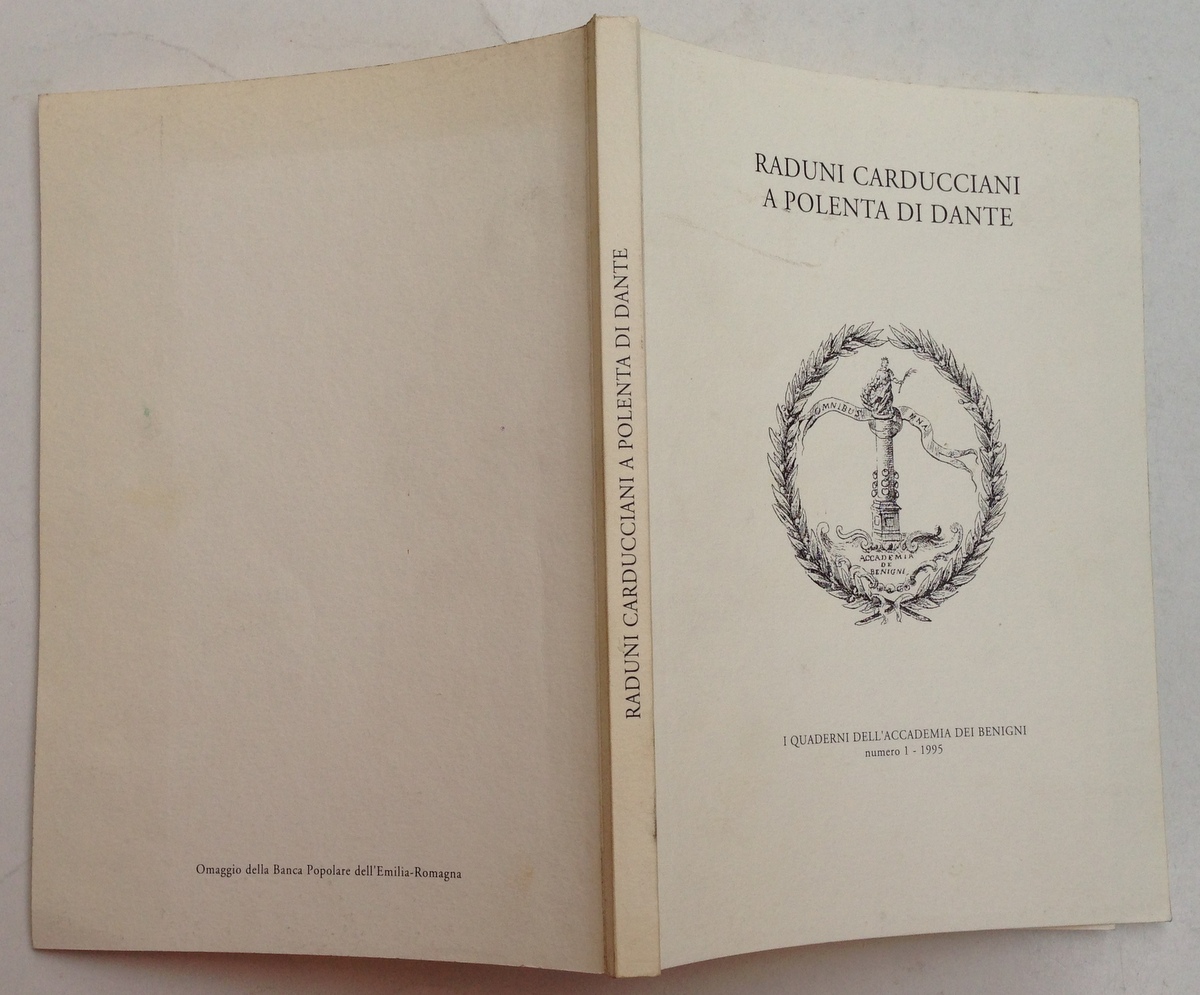 RADUNI CARDUCCIANI
A POLENTA DI DANTE
OMNIBUS
ACCADEMIA
DE
BENIGNI
I QUADERNI DELL'ACCADEMIA DEI BENIGNI
numero 1 - 1995
RADUNI CARDUCCIANI A POLENTA DI DANTE
Omaggio della Banca Popolare dell'Emilia-Romagna